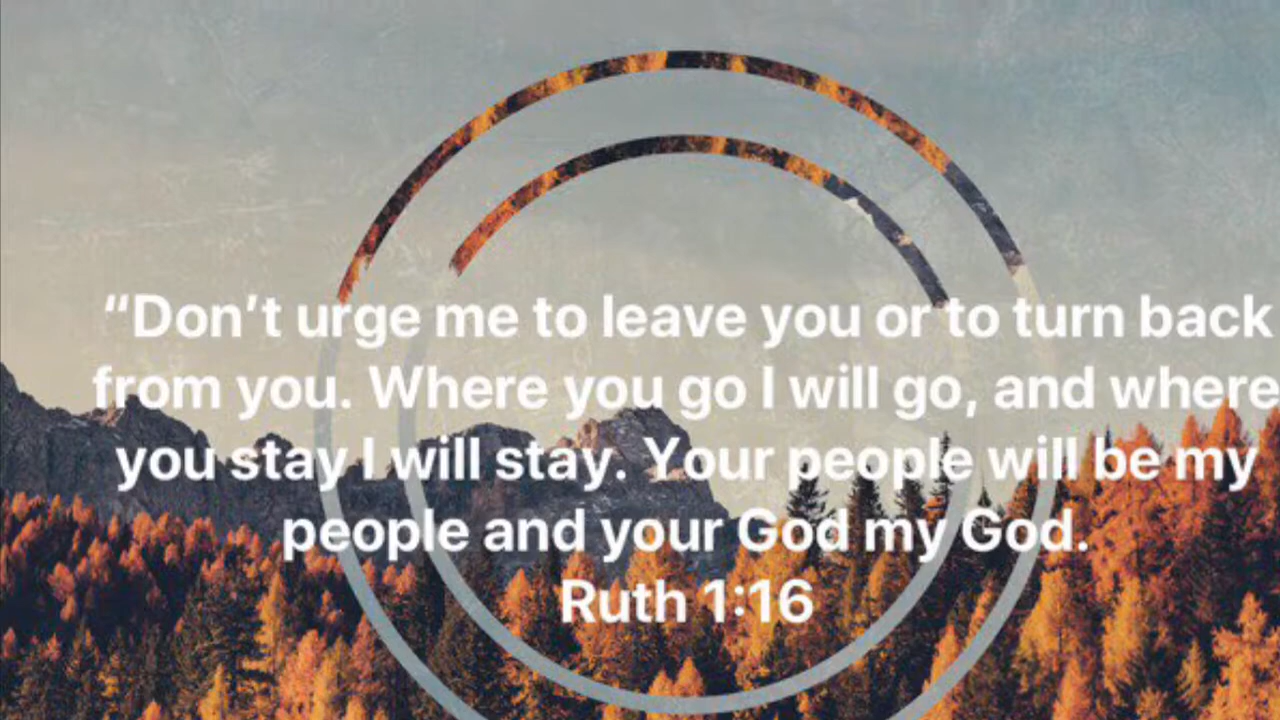 “Don’t urge me to leave you or to turn back
from you. Where you go I will go, and where
you stay I will stay. Your people will be my
people and your God my God.
Ruth 1:16